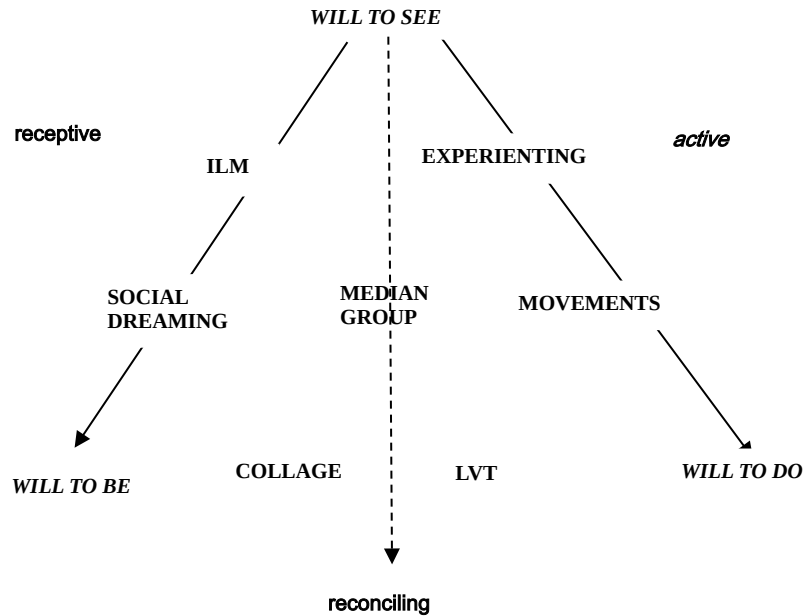 WILL TO SEE
receptive
active
EXPERIENTING
ILM
SOCIAL
DREAMING
MEDIAN
GROUP
MOVEMENTS
COLLAGE
LVT
WILL TO BE
WILL TO DO
reconciling